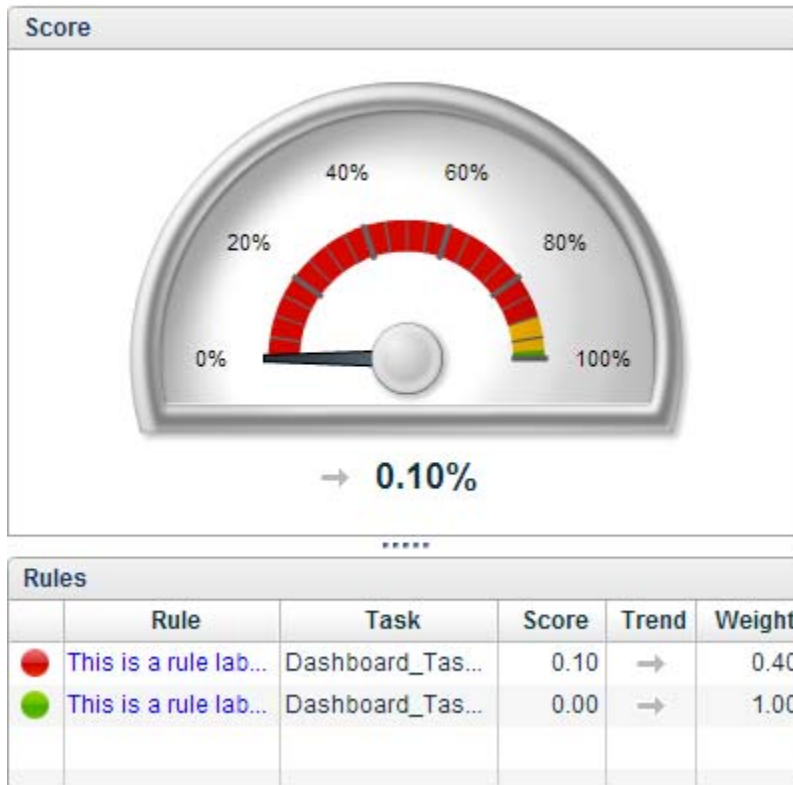 Score
40% 60%
20% 80%
0% 100%
0.10%
Rules
Rule Task Score Trend Weight
This is a rule lab... Dashboard_Tas... 0.10 0.40
This is a rule lab... Dashboard_Tas... 0.00 1.00